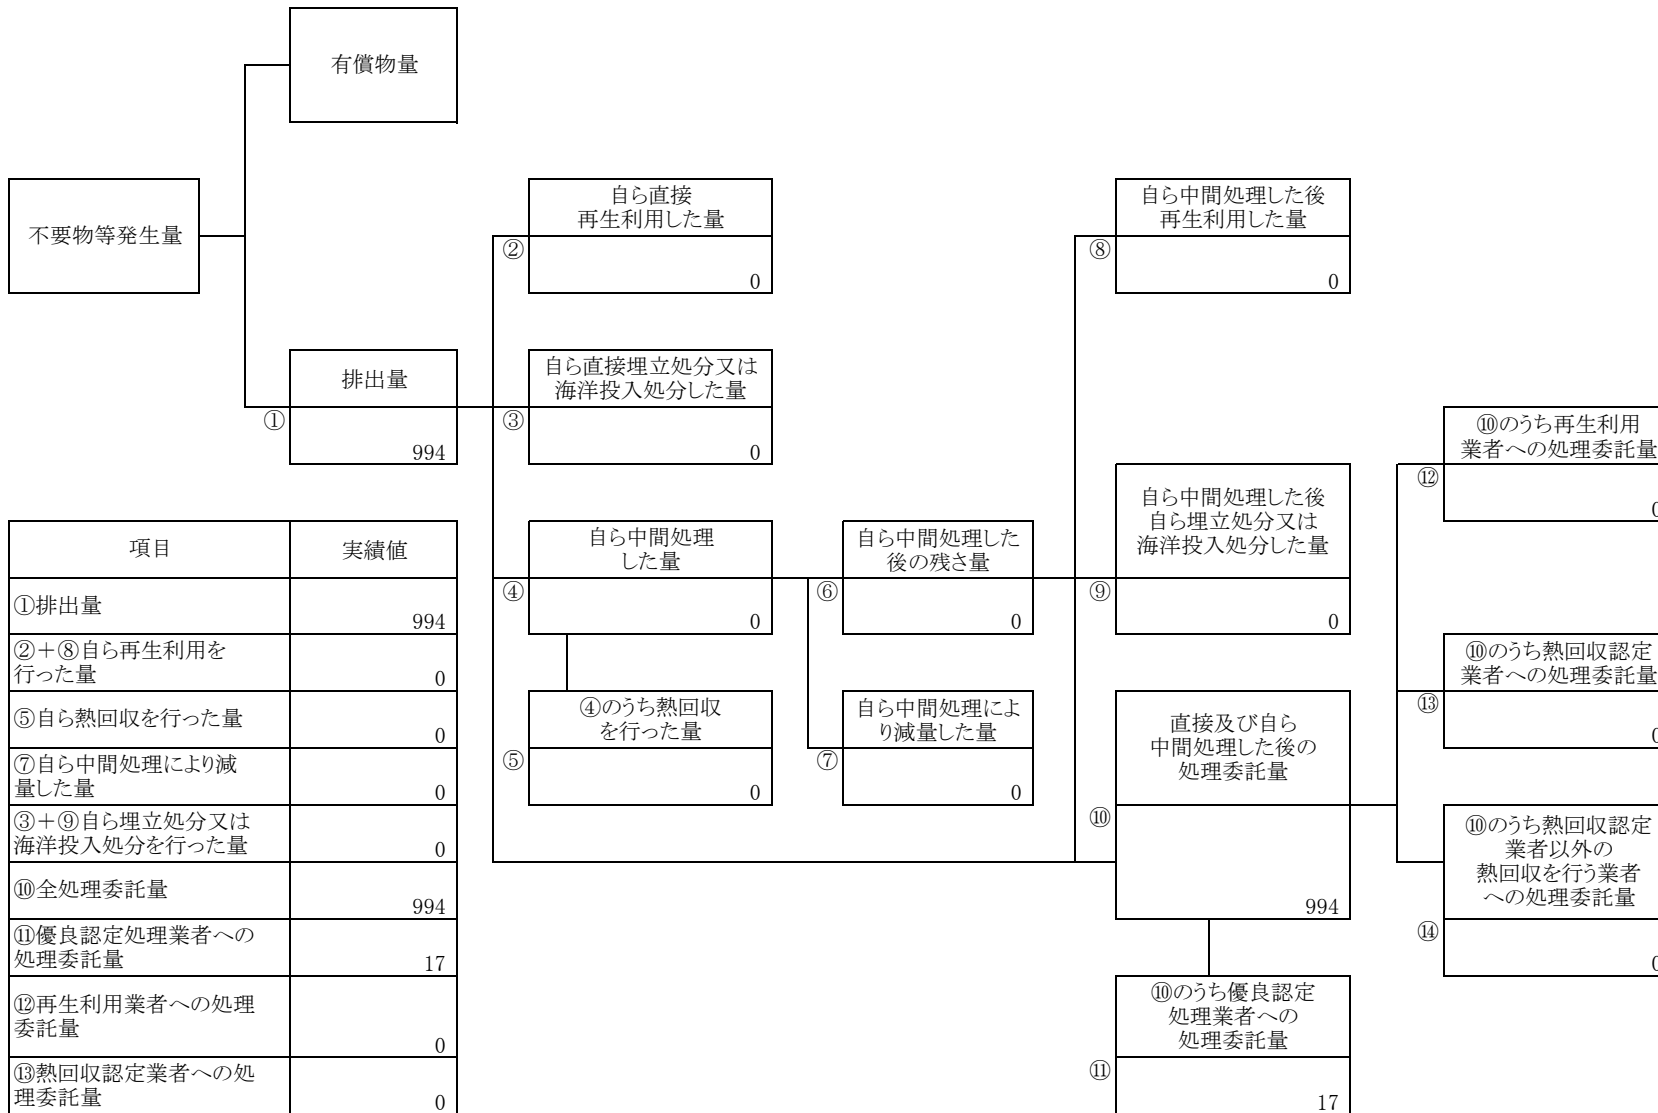 有償物量
不要物等発生量
自ら直接
再生利用した量
②
0
自ら中間処理した後
再生利用した量
⑧
0
排出量
①
994
自ら直接埋立処分又は
海洋投入処分した量
③
0
⑩のうち再生利用
業者への処理委託量
⑫
0
自ら中間処理
した量
④
0
自ら中間処理した
後の残さ量
⑥
0
自ら中間処理した後
自ら埋立処分又は
海洋投入処分した量
⑨
0
⑩のうち熱回収認定
業者への処理委託量
⑬
0
④のうち熱回収
を行った量
⑤
0
自ら中間処理によ
り減量した量
⑦
0
直接及び自ら
中間処理した後の
処理委託量
⑩
994
⑩のうち熱回収認定
業者以外の
熱回収を行う業者
への処理委託量
⑭
0
⑩のうち優良認定
処理業者への
処理委託量
⑪
17
項目 実績値
①排出量 994
②+⑧自ら再生利用を
行った量 0
⑤自ら熱回収を行った量 0
⑦自ら中間処理により減
量した量 0
③+⑨自ら埋立処分又は
海洋投入処分を行った量 0
⑩全処理委託量 994
⑪優良認定処理業者への
処理委託量 17
⑫再生利用業者への処理
委託量 0
⑬熱回収認定業者への処
理委託量 0